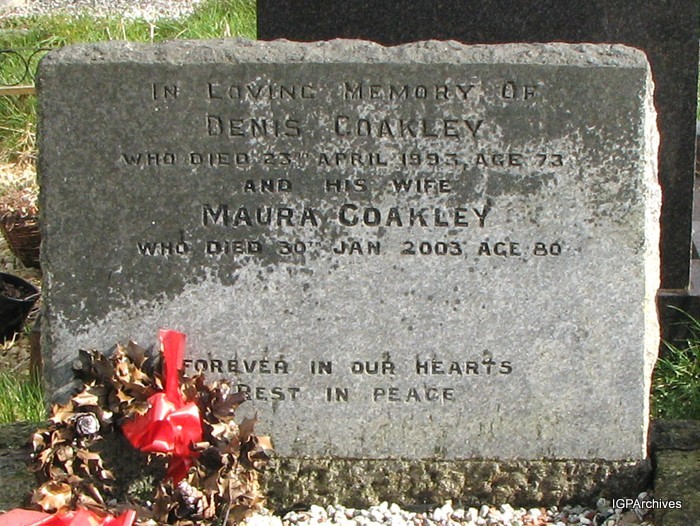 In Loving Memory Of
Denis Coakley
who died 23rd April 1993, age 73
and his wife
Maura Coakley
who died 30th Jan 2003, age 80
Forever in our hearts
Rest in peace
IGPArchives